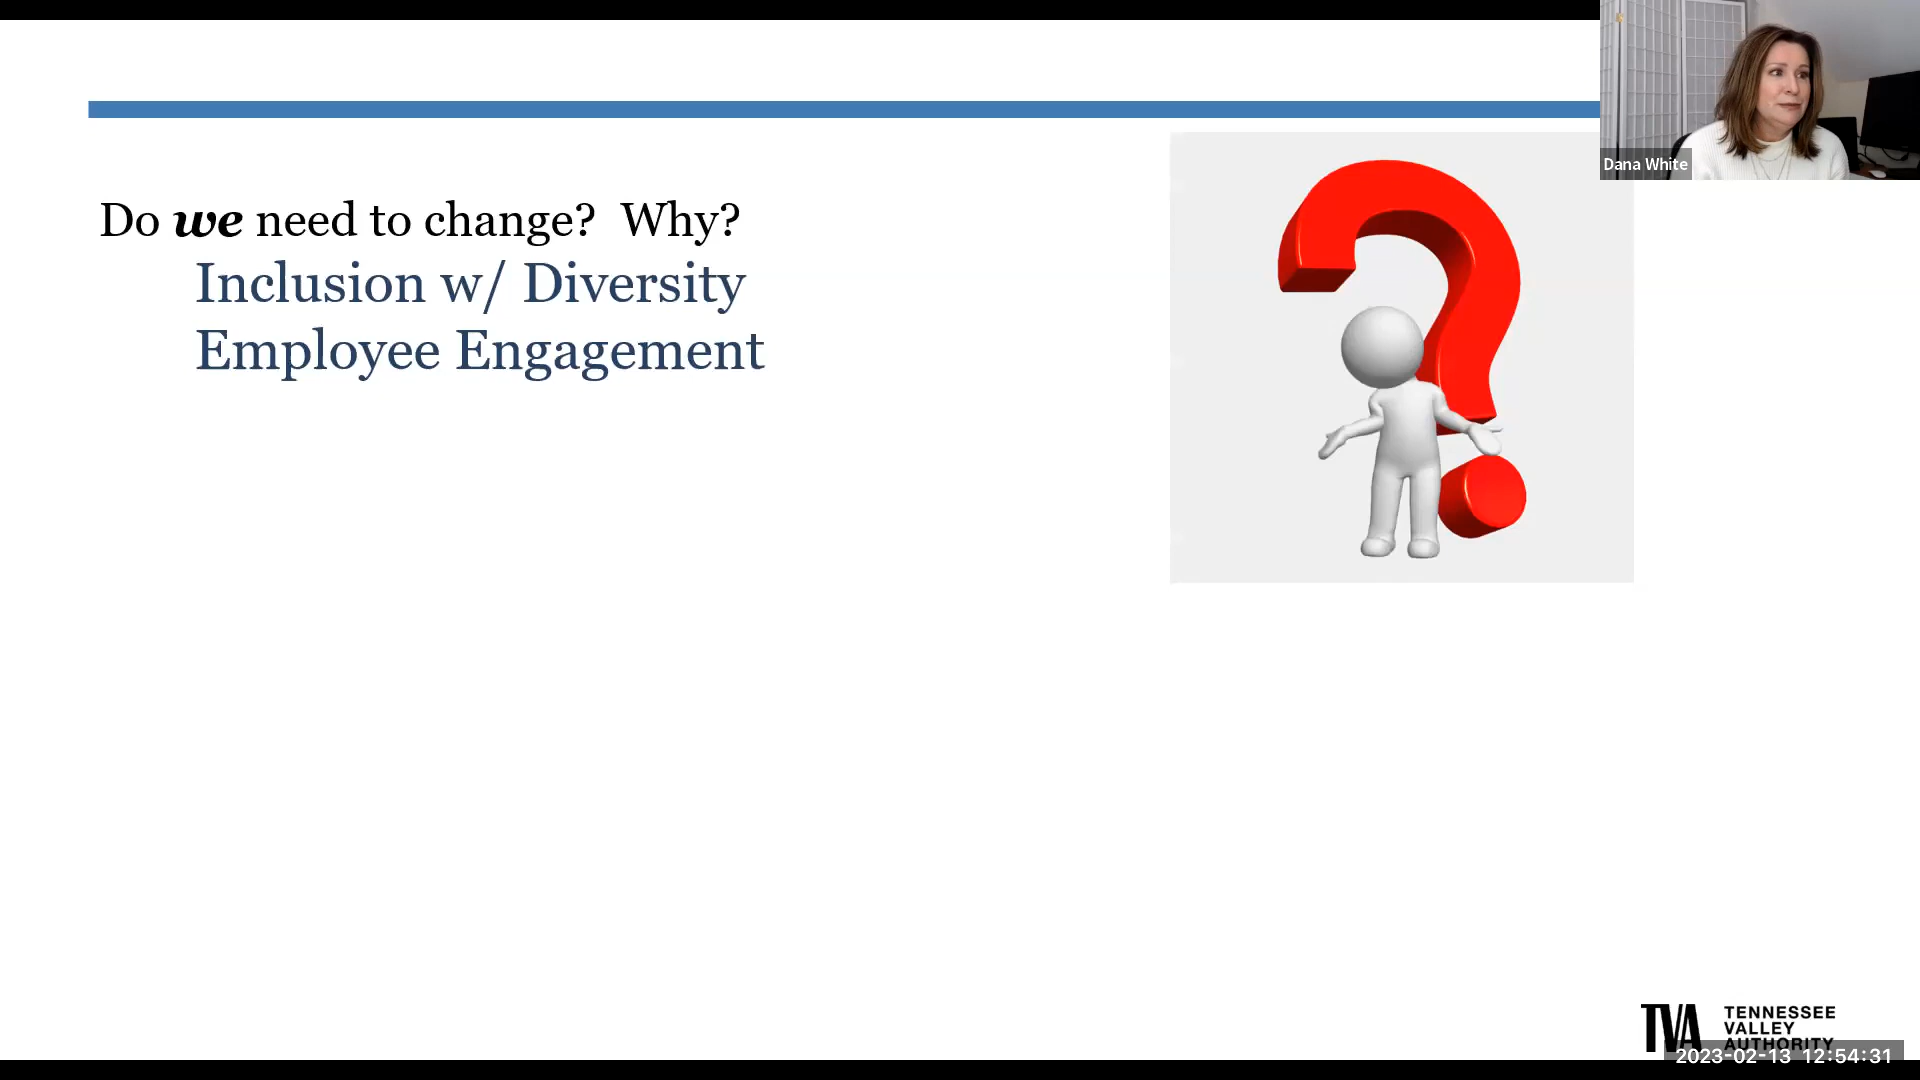 Dana White
Do we need to change?  Why?
Inclusion w/ Diversity
Employee Engagement
TVA
TENNESSEE
VALLEY
AUTHORITY
2023-02-13 12:54:31